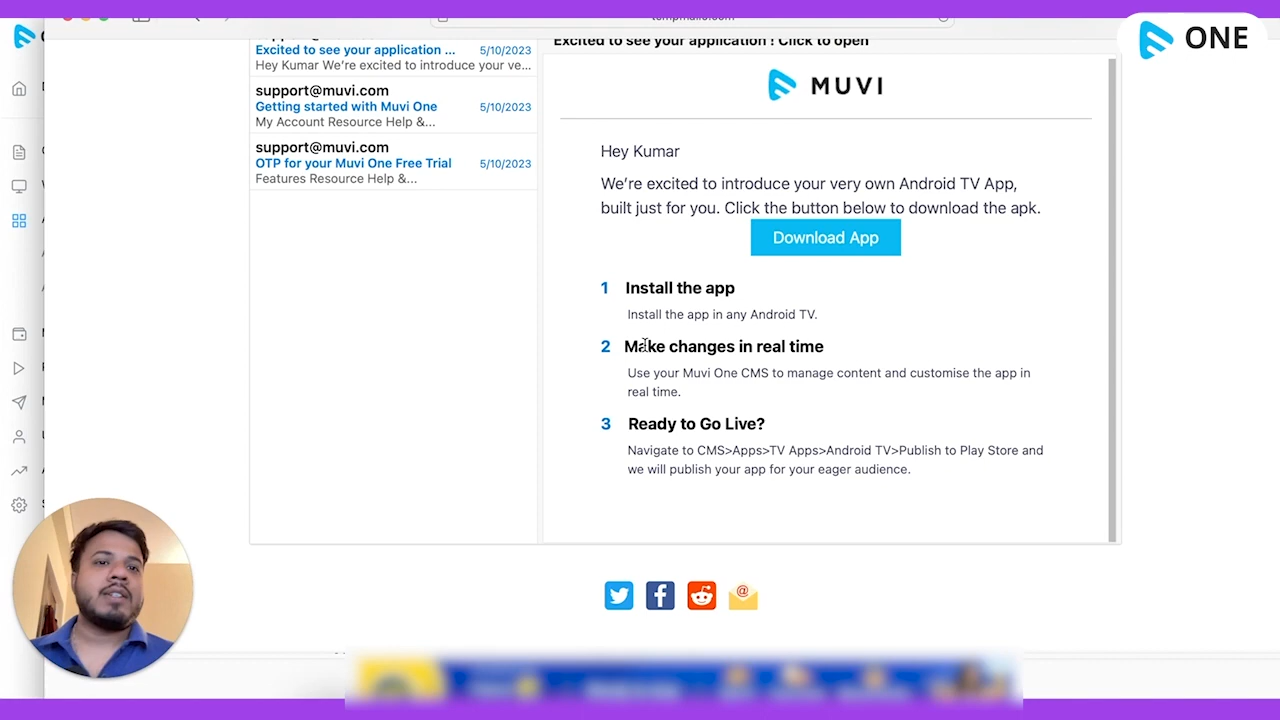 ONE
Excited to see your application ...
5/10/2023
Hey Kumar We're excited to introduce your ve...
support@muvi.com
Getting started with Muvi One
5/10/2023
My Account Resource Help &...
support@muvi.com
OTP for your Muvi One Free Trial
5/10/2023
Features Resource Help &...
Excited to see your application ! Click to open
MUVI
Hey Kumar
We’re excited to introduce your very own Android TV App,
built just for you. Click the button below to download the apk.
Download App
1 Install the app
Install the app in any Android TV.
2 Make changes in real time
Use your Muvi One CMS to manage content and customise the app in
real time.
3 Ready to Go Live?
Navigate to CMS>Apps>TV Apps>Android TV>Publish to Play Store and
we will publish your app for your eager audience.